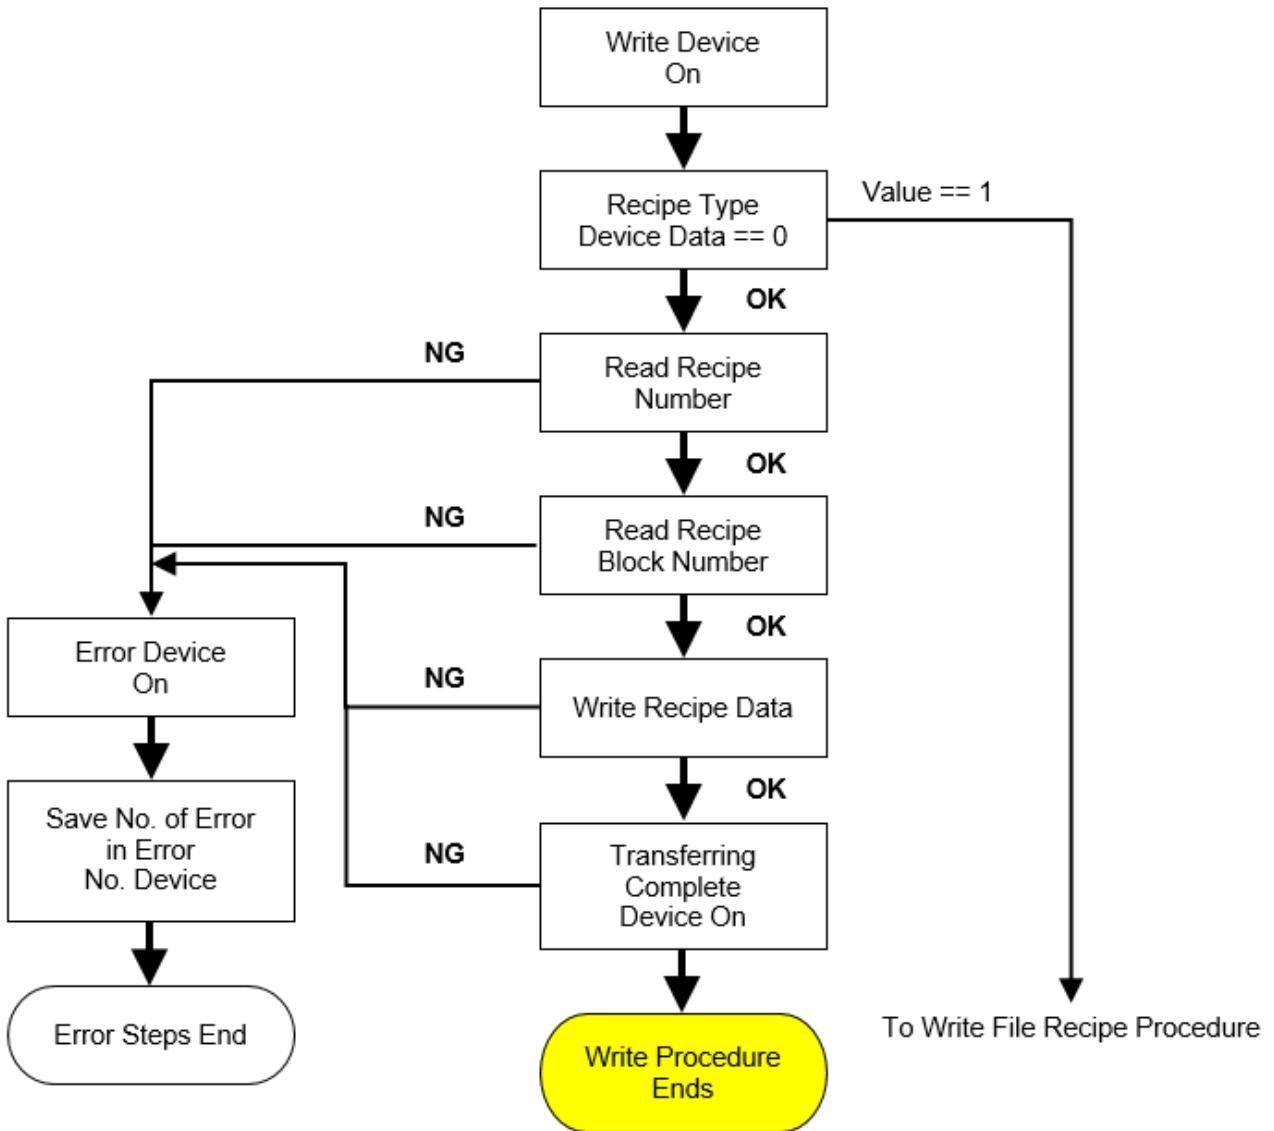 Write Device
On
Recipe Type
Device Data == 0
Value == 1
OK
NG
Read Recipe
Number
OK
NG
Read Recipe
Block Number
OK
Error Device
On
NG
Write Recipe Data
OK
Save No. of Error
in Error
No. Device
NG
Transferring
Complete
Device On
Error Steps End
Write Procedure
Ends
To Write File Recipe Procedure